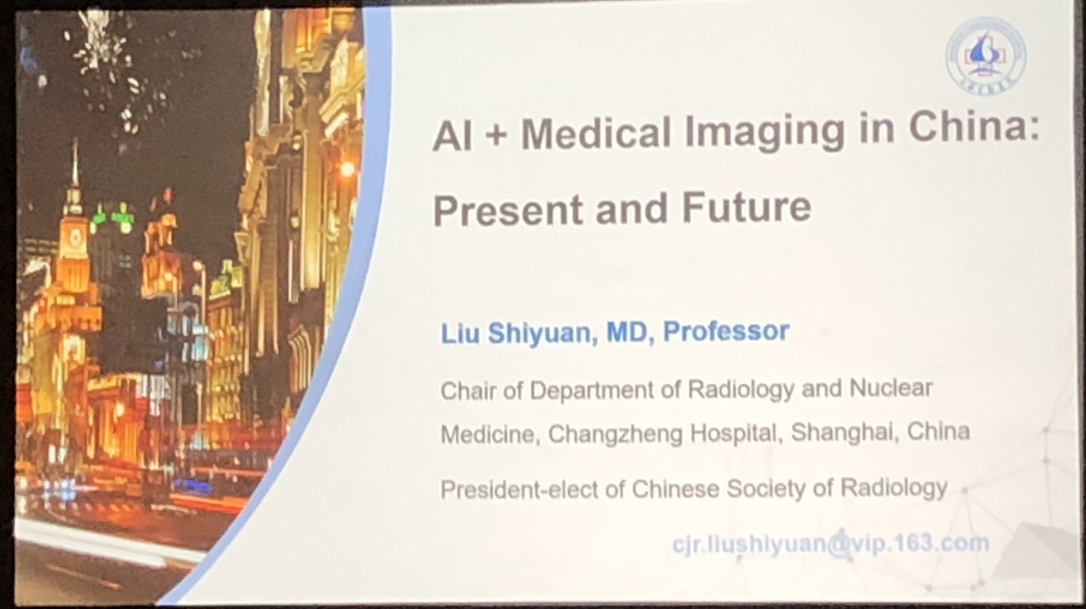 AI + Medical Imaging in China:
Present and Future
Liu Shiyuan, MD, Professor
Chair of Department of Radiology and Nuclear
Medicine, Changzheng Hospital, Shanghai, China
President-elect of Chinese Society of Radiology
cjr.liushiyuan@vip.163.com